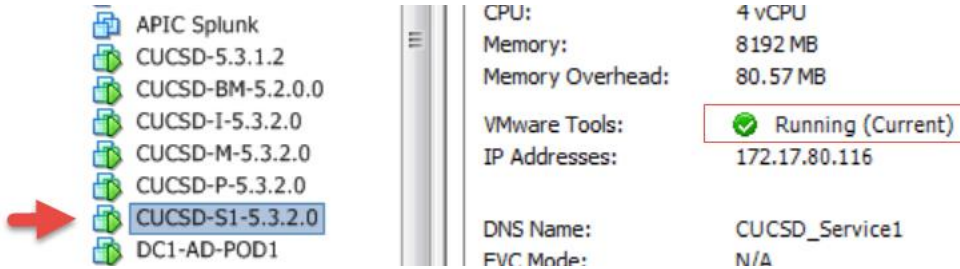 APIC Splunk
CUCSD-5.3.1.2
CUCSD-BM-5.2.0.0
CUCSD-I-5.3.2.0
CUCSD-M-5.3.2.0
CUCSD-P-5.3.2.0
CUCSD-S1-5.3.2.0
DC1-AD-POD1
CPU: 4 vCPU
Memory: 8192 MB
Memory Overhead: 80.57 MB
VMware Tools: Running (Current)
IP Addresses: 172.17.80.116
DNS Name: CUCSD_Service1
EVC Mode: N/A